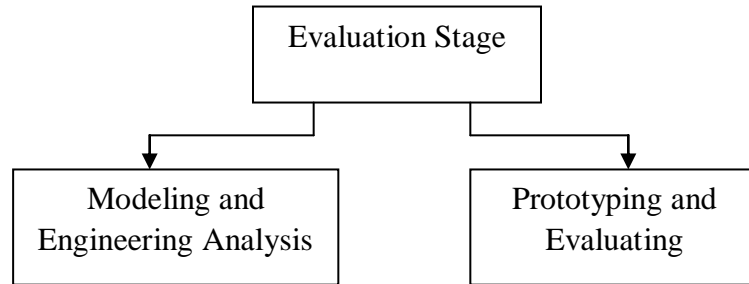 Evaluation Stage
Modeling and
Engineering Analysis
Prototyping and
Evaluating